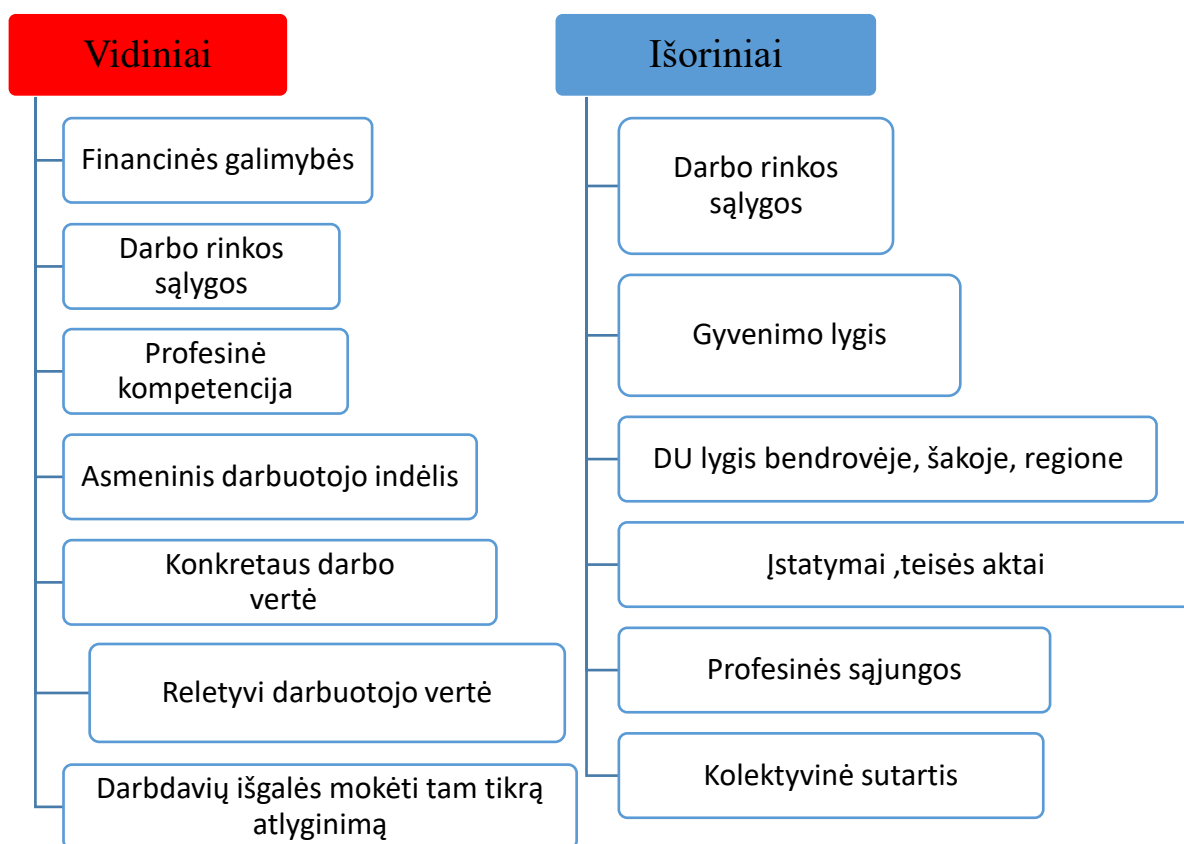 Vidiniai
Financinės galimybės
Darbo rinkos
sąlygos
Profesinė
kompetencija
Asmeninis darbuotojo indėlis
Konkretaus darbo
vertė
Reletyvi darbuotojo vertė
Darbdavių išgalės mokėti tam tikrą
atlyginimą
Išoriniai
Darbo rinkos
sąlygos
Gyvenimo lygis
DU lygis bendrovėje, šakoje, regione
Įstatymai ,teisės aktai
Profesinės sąjungos
Kolektyvinė sutartis